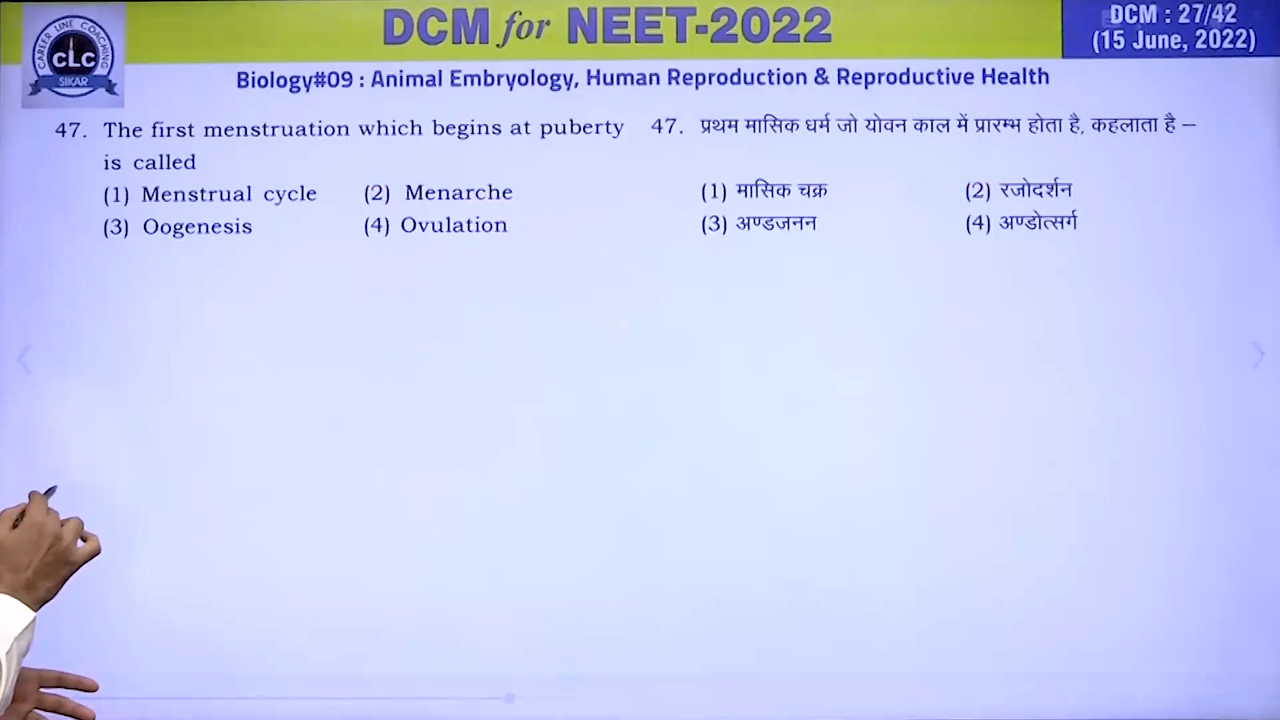 DCM for NEET-2022
DCM : 27/42
(15 June, 2022)
CAREER LINE COACHING
CLC
SIKAR
Biology#09 : Animal Embryology, Human Reproduction & Reproductive Health
47. The first menstruation which begins at puberty
is called
(1) Menstrual cycle (2) Menarche
(3) Oogenesis (4) Ovulation
47. प्रथम मासिक धर्म जो योवन काल में प्रारम्भ होता है, कहलाता है –
(1) मासिक चक्र (2) रजोदर्शन
(3) अण्डजनन (4) अण्डोत्सर्ग